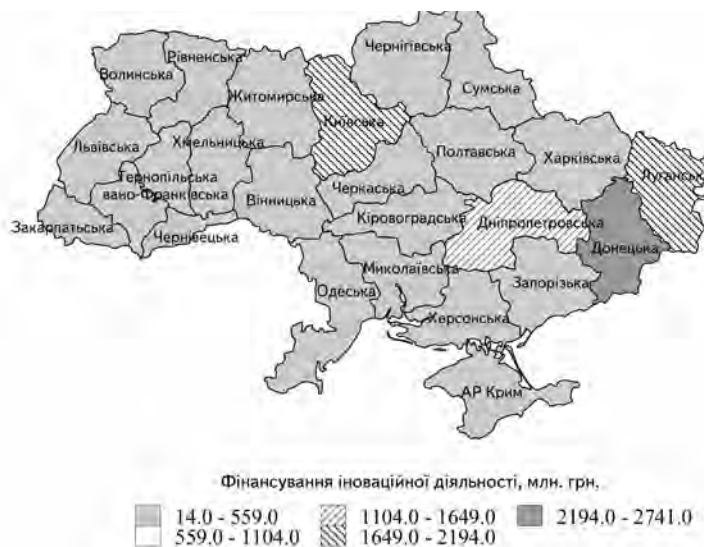 Чернігівська
Рівненська
Волинська
Сумська
Житомирська
Київська
Львівська
Хмельницька
Полтавська
Харківська
Луганськ
Тернопільська
вано-Франківська
Черкаська
Вінницька
Кіровоградська
Дніпропетровська
Закарпатська
Чернівецька
Донецька
Миколаївська
Одеська
Запорізька
Херсонська
АР Крим
Фінансування іноваційної діяльності, млн. грн.
14.0 - 559.0
1104.0 - 1649.0
2194.0 - 2741.0
559.0 - 1104.0
1649.0 - 2194.0